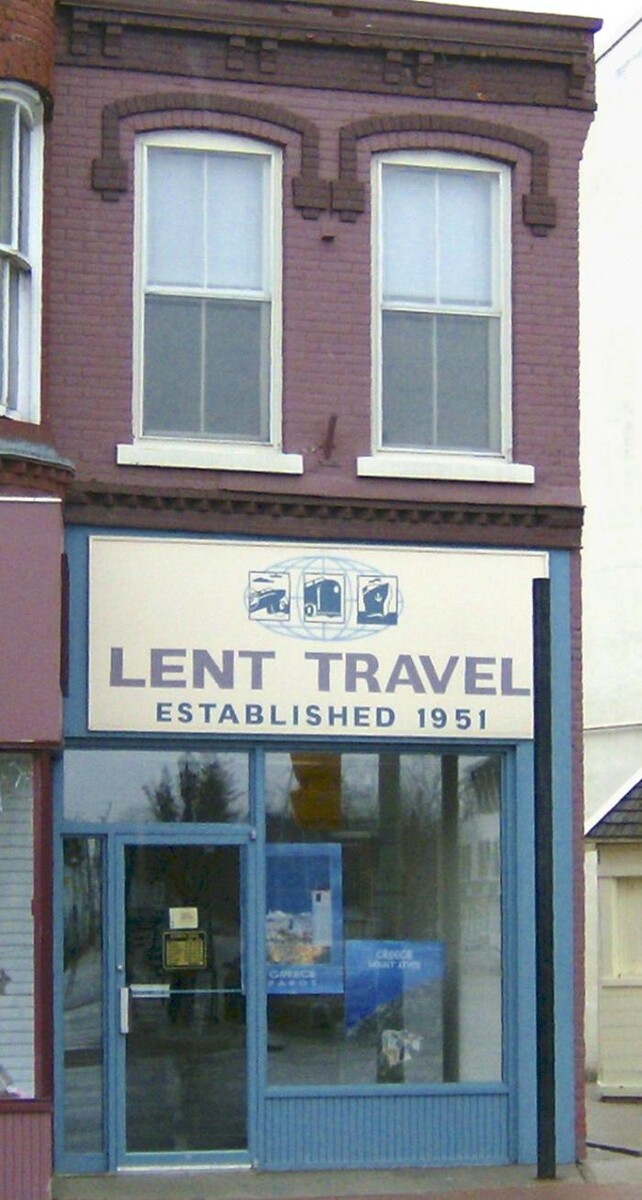 LENT TRAVEL
ESTABLISHED 1951
GREECE
PAROS
GREECE